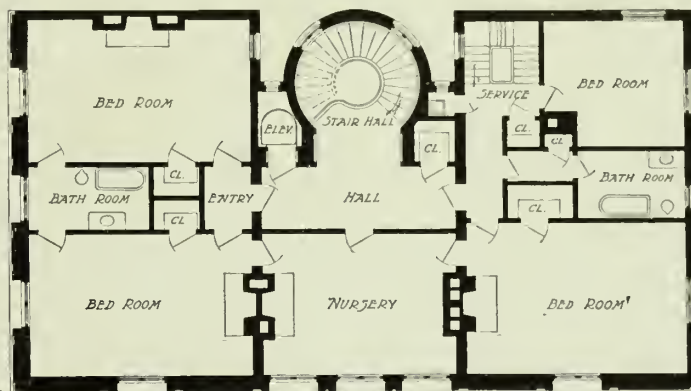 BED ROOM
ELEV.
STAIR HALL
CL.
SERVICE
CL.
CL.
BED ROOM
BATH ROOM
CL.
CL
ENTRY
HALL
CL.
BATH ROOM
BED ROOM
NURSERY
BED ROOM